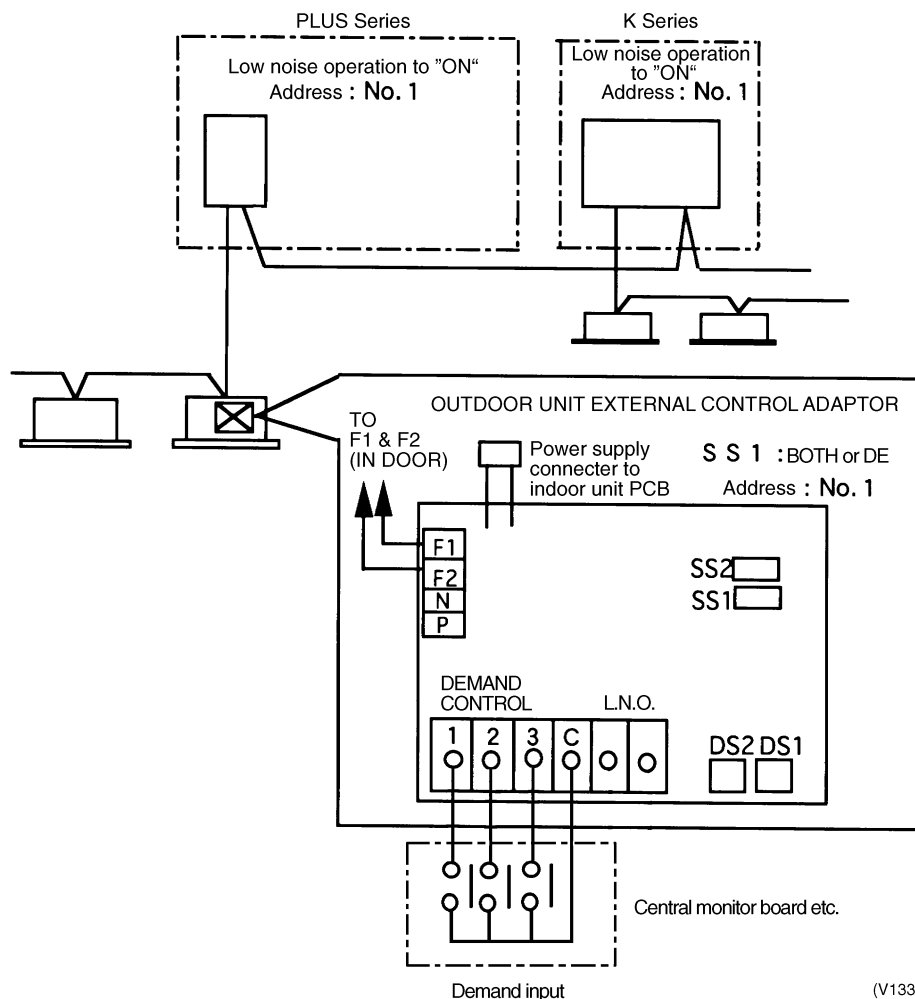 PLUS Series
K Series
Low noise operation to ”ON“
Address : No. 1
Low noise operation
to ”ON”
Address : No. 1
OUTDOOR UNIT EXTERNAL CONTROL ADAPTOR
TO
F1 & F2
(IN DOOR)
Power supply
connecter to
indoor unit PCB
S S 1 : BOTH or DE
Address : No. 1
F1
F2
N
P
SS2
SS1
DEMAND
CONTROL
L.N.O.
1 2 3 C
DS2 DS1
Central monitor board etc.
Demand input
(V133